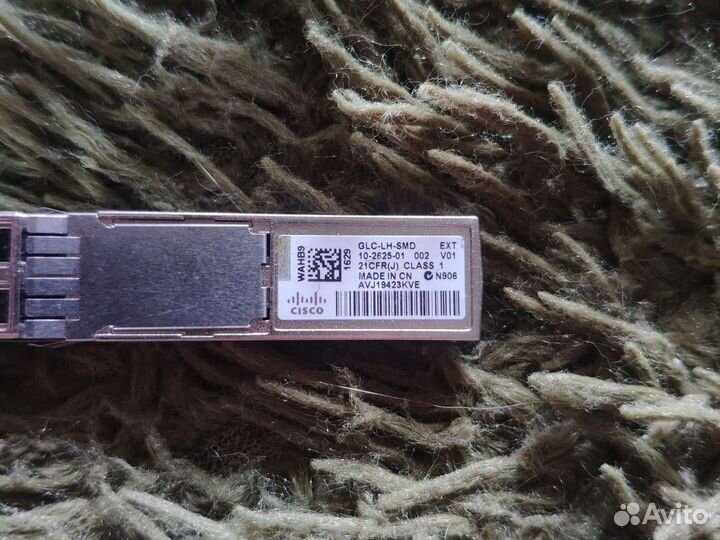 WAHB9
1629
GLC-LH-SMD EXT
10-2625-01 002 V01
21CFR(J) CLASS 1
MADE IN CN N906
AVJ19423KVE
CISCO
Avito